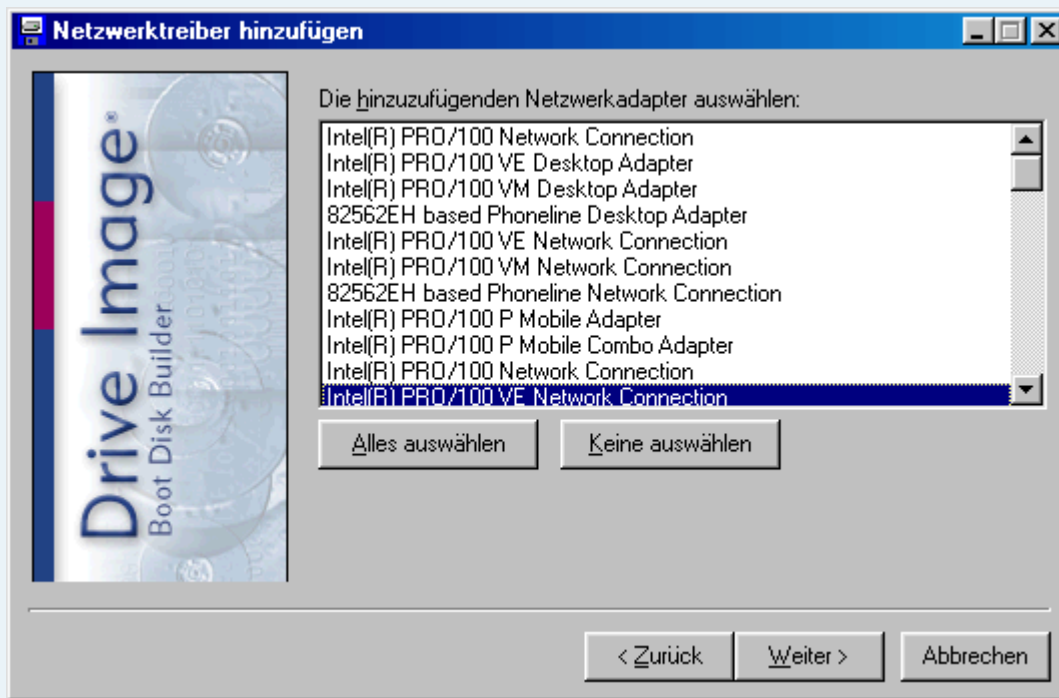 Netzwerktreiber hinzufügen
Drive Image®
Boot Disk Builder
Die hinzuzufügenden Netzwerkadapter auswählen:
Intel(R) PRO/100 Network Connection
Intel(R) PRO/100 VE Desktop Adapter
Intel(R) PRO/100 VM Desktop Adapter
82562EH based Phoneline Desktop Adapter
Intel(R) PRO/100 VE Network Connection
Intel(R) PRO/100 VM Network Connection
82562EH based Phoneline Network Connection
Intel(R) PRO/100 P Mobile Adapter
Intel(R) PRO/100 P Mobile Combo Adapter
Intel(R) PRO/100 Network Connection
Intel(R) PRO/100 VE Network Connection
Alles auswählen Keine auswählen
< Zurück Weiter > Abbrechen